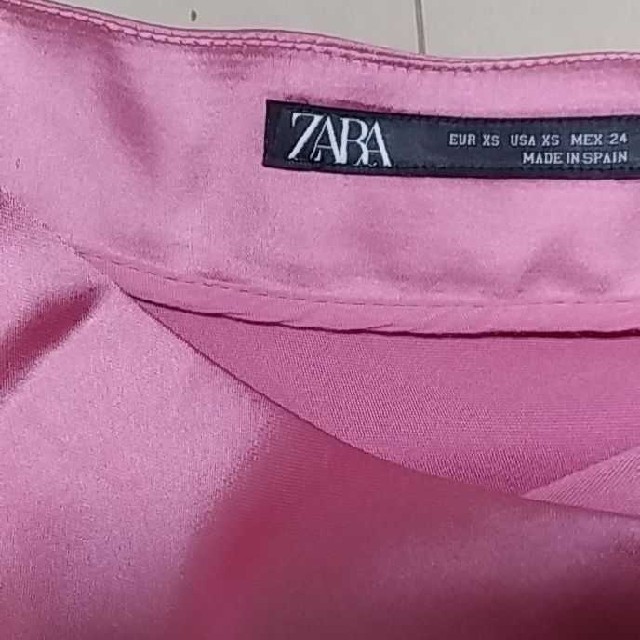 ZARA
EUR XS USA XS MEX 24
MADE IN SPAIN